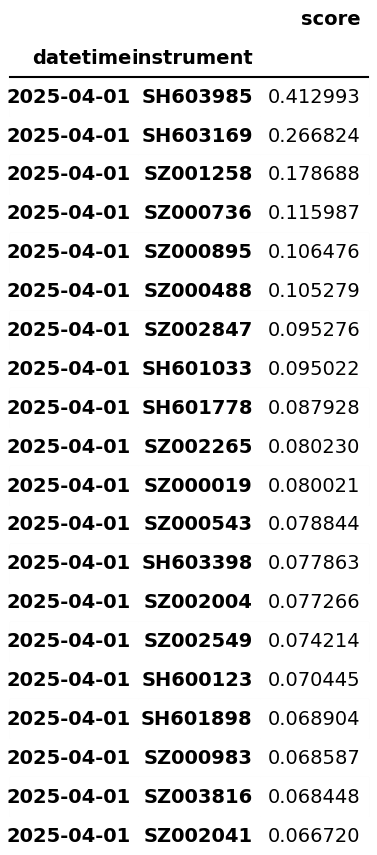 score
datetime instrument
2025-04-01 SH603985 0.412993
2025-04-01 SH603169 0.266824
2025-04-01 SZ001258 0.178688
2025-04-01 SZ000736 0.115987
2025-04-01 SZ000895 0.106476
2025-04-01 SZ000488 0.105279
2025-04-01 SZ002847 0.095276
2025-04-01 SH601033 0.095022
2025-04-01 SH601778 0.087928
2025-04-01 SZ002265 0.080230
2025-04-01 SZ000019 0.080021
2025-04-01 SZ000543 0.078844
2025-04-01 SH603398 0.077863
2025-04-01 SZ002004 0.077266
2025-04-01 SZ002549 0.074214
2025-04-01 SH600123 0.070445
2025-04-01 SH601898 0.068904
2025-04-01 SZ000983 0.068587
2025-04-01 SZ003816 0.068448
2025-04-01 SZ002041 0.066720